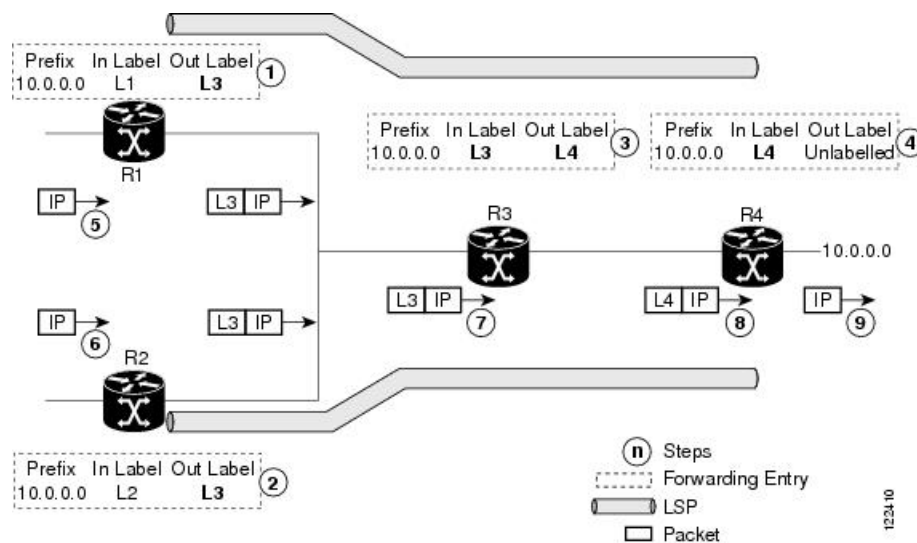 Prefix In Label Out Label
10.0.0.0 L1 L3
1
R1
Prefix In Label Out Label
10.0.0.0 L3 L4
3
Prefix In Label Out Label
10.0.0.0 L4 Unlabelled
4
IP
5
L3 IP
R3
R4
10.0.0.0
IP
6
L3 IP
L3 IP
7
L4 IP
8
IP
9
R2
Prefix In Label Out Label
10.0.0.0 L2 L3
2
n Steps
Forwarding Entry
LSP
Packet
122410